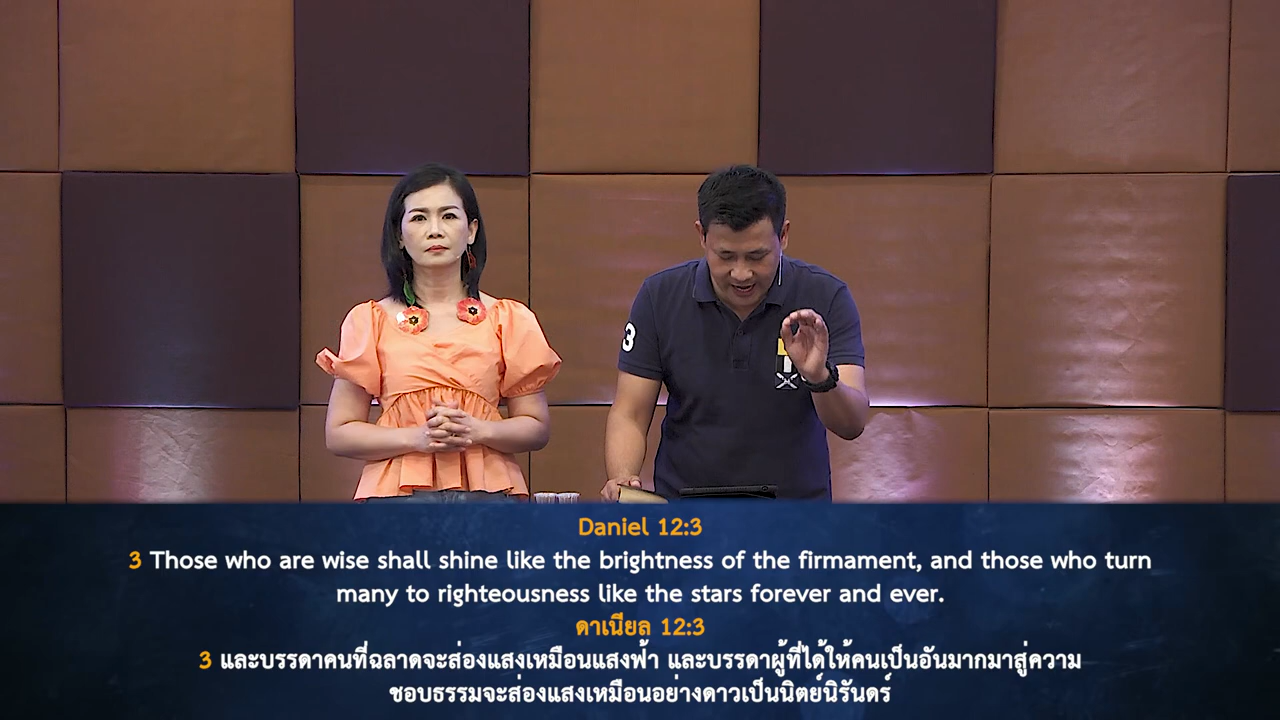 3
Daniel 12:3
3 Those who are wise shall shine like the brightness of the firmament, and those who turn
many to righteousness like the stars forever and ever.
ดาเนียล 12:3
3 และบรรดาคนที่ฉลาดจะส่องแสงเหมือนแสงฟ้า และบรรดาผู้ที่ได้ให้คนเป็นอันมากมาสู่ความ
ชอบธรรมจะส่องแสงเหมือนอย่างดาวเป็นนิตย์นิรันดร์